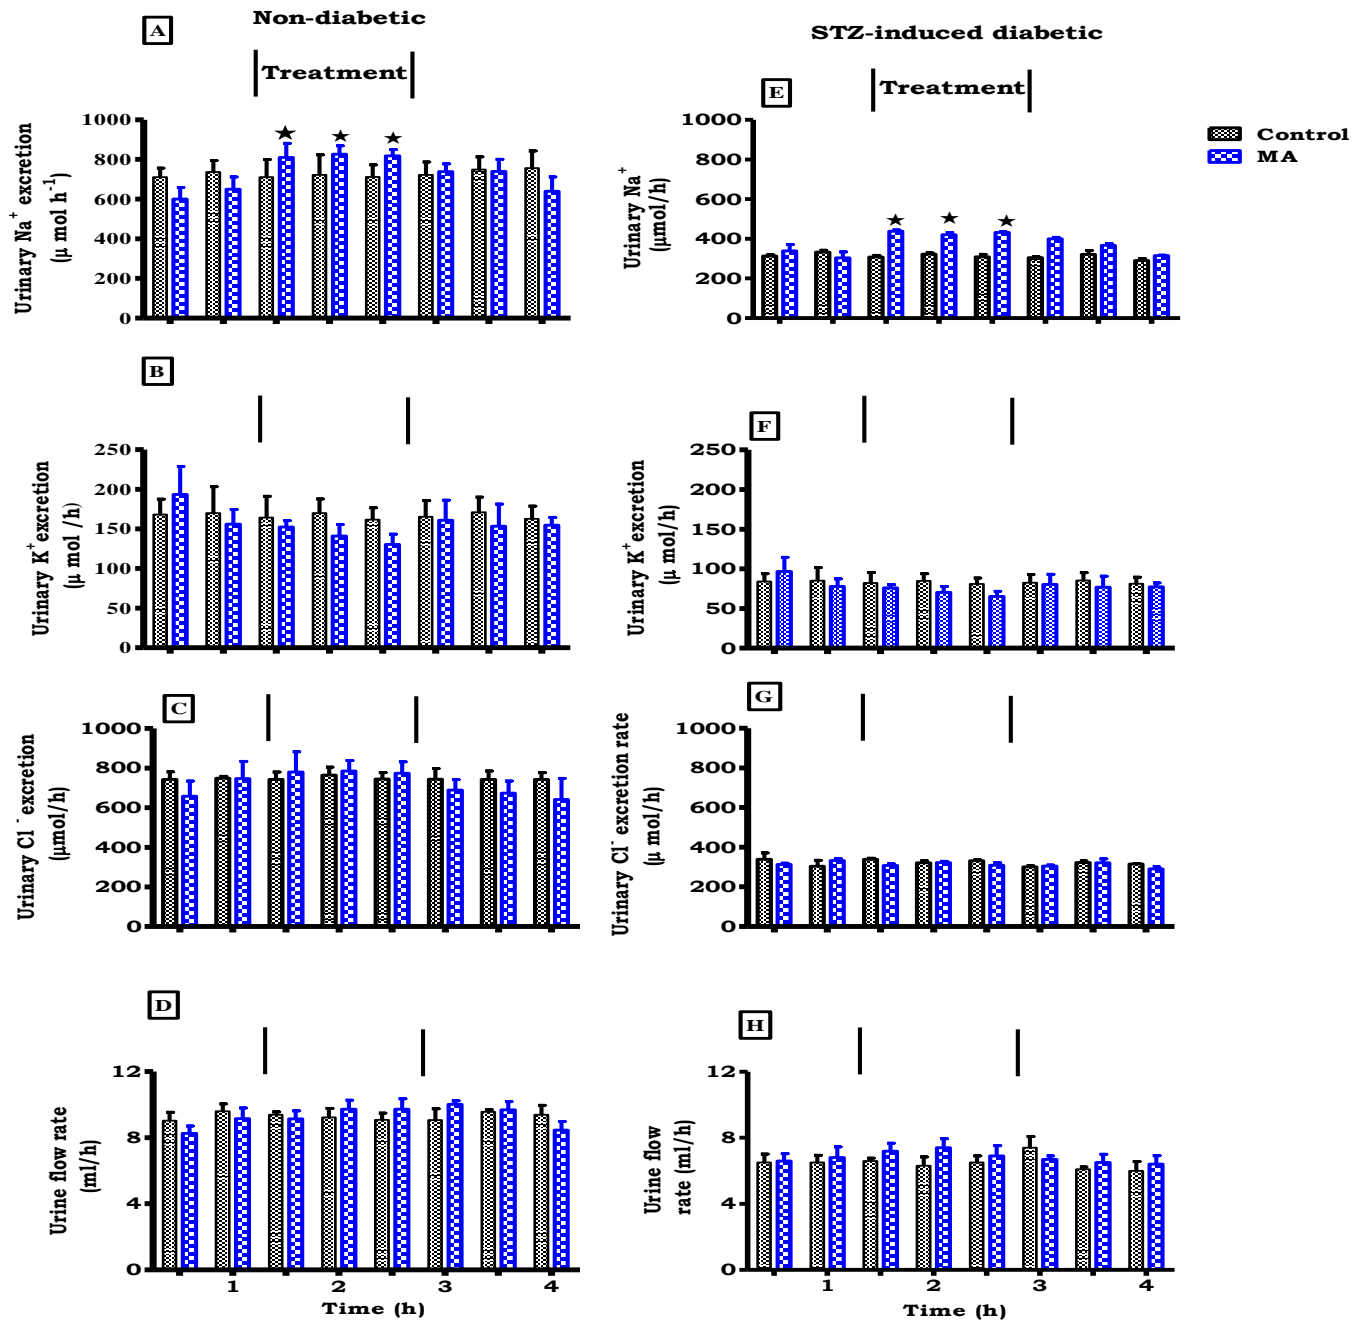 Non-diabetic
STZ-induced diabetic
Treatment
Treatment
Control
MA
A
Urinary Na⁺ excretion
(µ mol h⁻¹)
1000
800
600
400
200
0
★ ★ ★
E
Urinary Na⁺
(µmol/h)
1000
800
600
400
200
0
★ ★ ★
B
Urinary K⁺ excretion
(µ mol /h)
250
200
150
100
50
0
F
Urinary K⁺ excretion
(µ mol/h)
250
200
150
100
50
0
C
Urinary Cl⁻ excretion
(µmol/h)
1000
800
600
400
200
0
G
Urinary Cl⁻ excretion rate
(µ mol/h)
1000
800
600
400
200
0
D
Urine flow rate
(ml/h)
12
8
4
0
1 2 3 4
Time (h)
H
Urine flow
rate (ml/h)
12
8
4
0
1 2 3 4
Time (h)